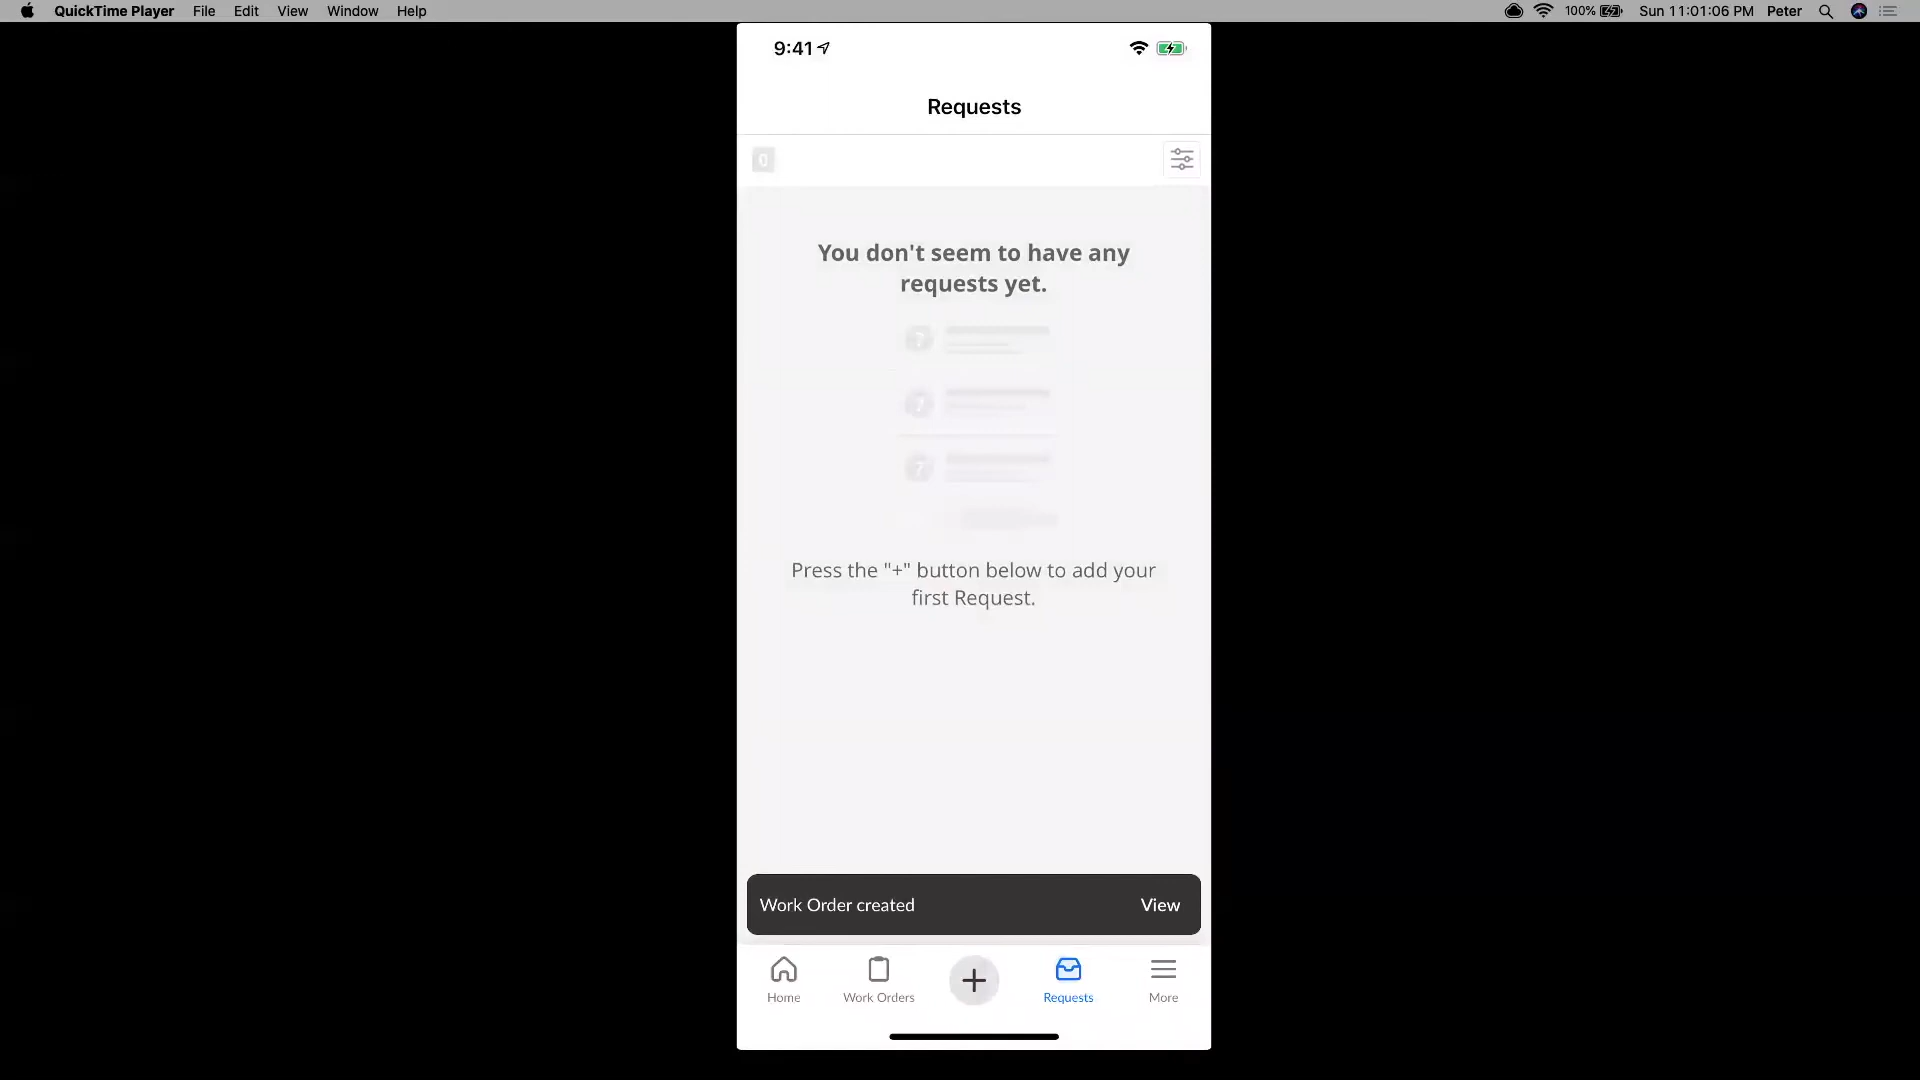 QuickTime Player File Edit View Window Help 100% Sun 11:01:06 PM Peter
9:41
Requests
0
You don't seem to have any
requests yet.
?
?
?
Press the "+" button below to add your
first Request.
Work Order created View
Home Work Orders + Requests More